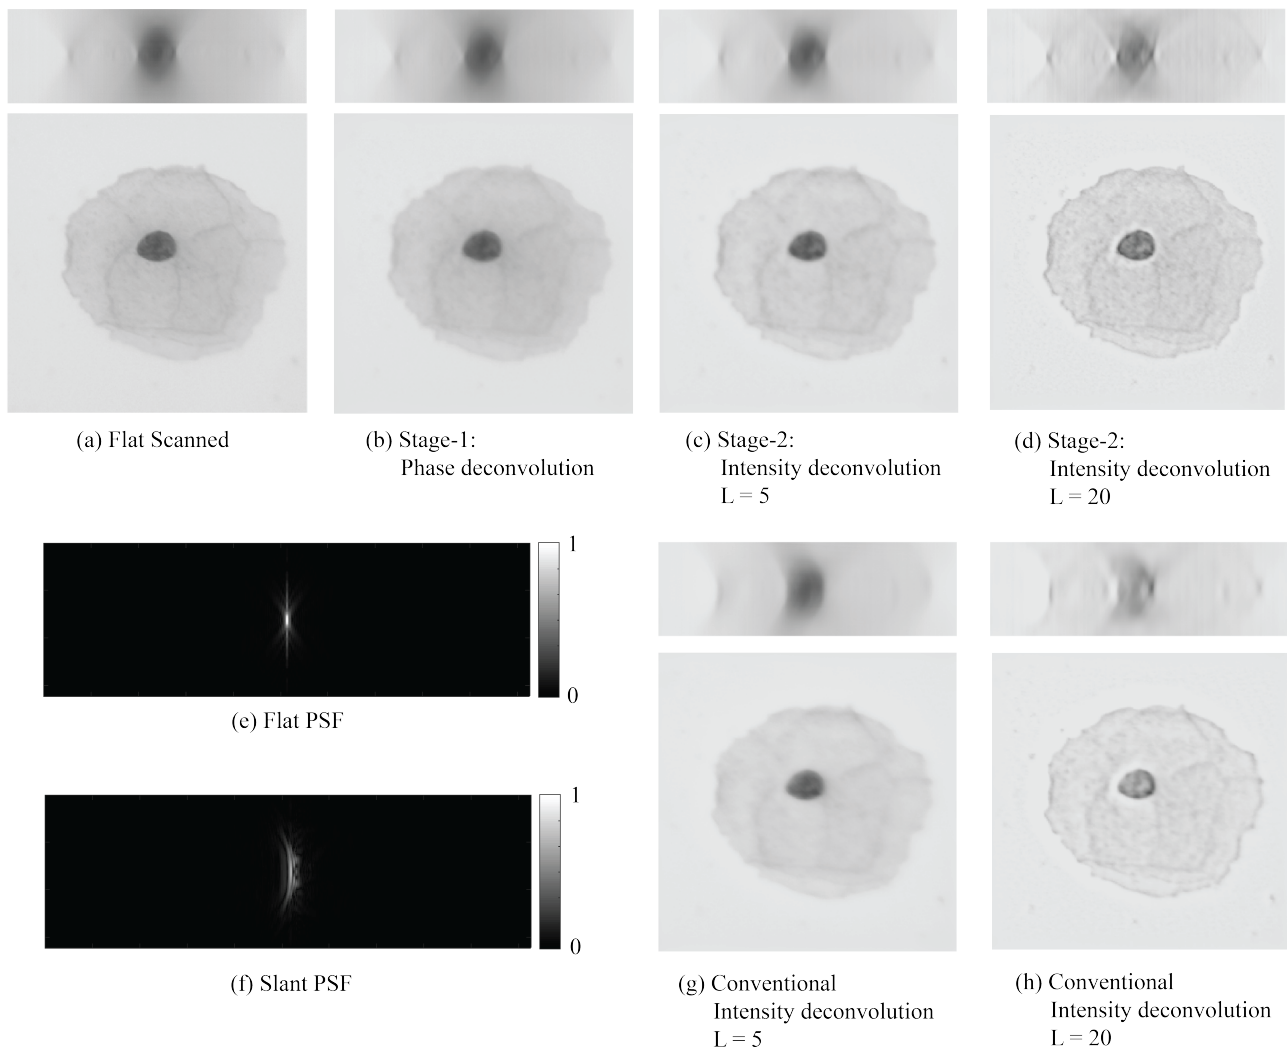 (a) Flat Scanned
(b) Stage-1:
Phase deconvolution
(c) Stage-2:
Intensity deconvolution
L = 5
(d) Stage-2:
Intensity deconvolution
L = 20
1
0
(e) Flat PSF
1
0
(f) Slant PSF
(g) Conventional
Intensity deconvolution
L = 5
(h) Conventional
Intensity deconvolution
L = 20